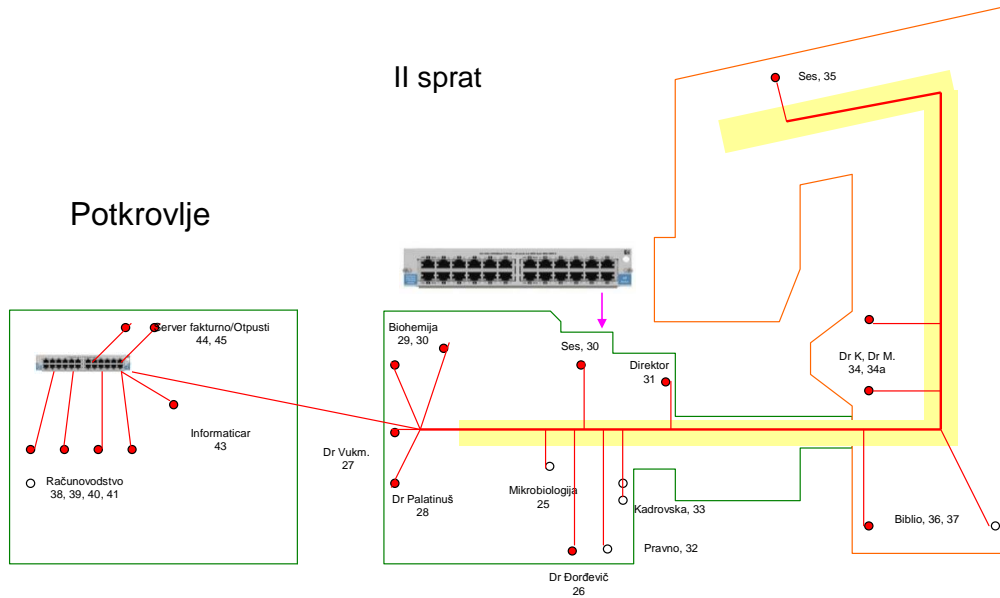 II sprat
Ses, 35
Potkrovlje
Server fakturno/Otpusti
44, 45
Biohemija
29, 30
Ses, 30
Direktor
31
Dr K, Dr M.
34, 34a
Informaticar
43
Dr Vukm.
27
Računovodstvo
38, 39, 40, 41
Dr Palatinuš
28
Mikrobiologija
25
Kadrovska, 33
Biblio, 36, 37
Pravno, 32
Dr Đorđevič
26